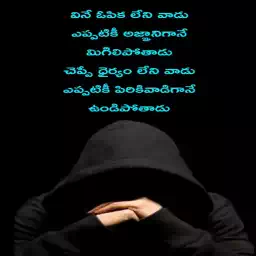 వినే ఓపిక లేని వాడు
ఎప్పటికీ అజ్ఞానిగానే
మిగిలిపోతాడు
చెప్పే ధైర్యం లేని వాడు
ఎప్పటికీ పిరికివాడిగానే
ఉండిపోతాడు